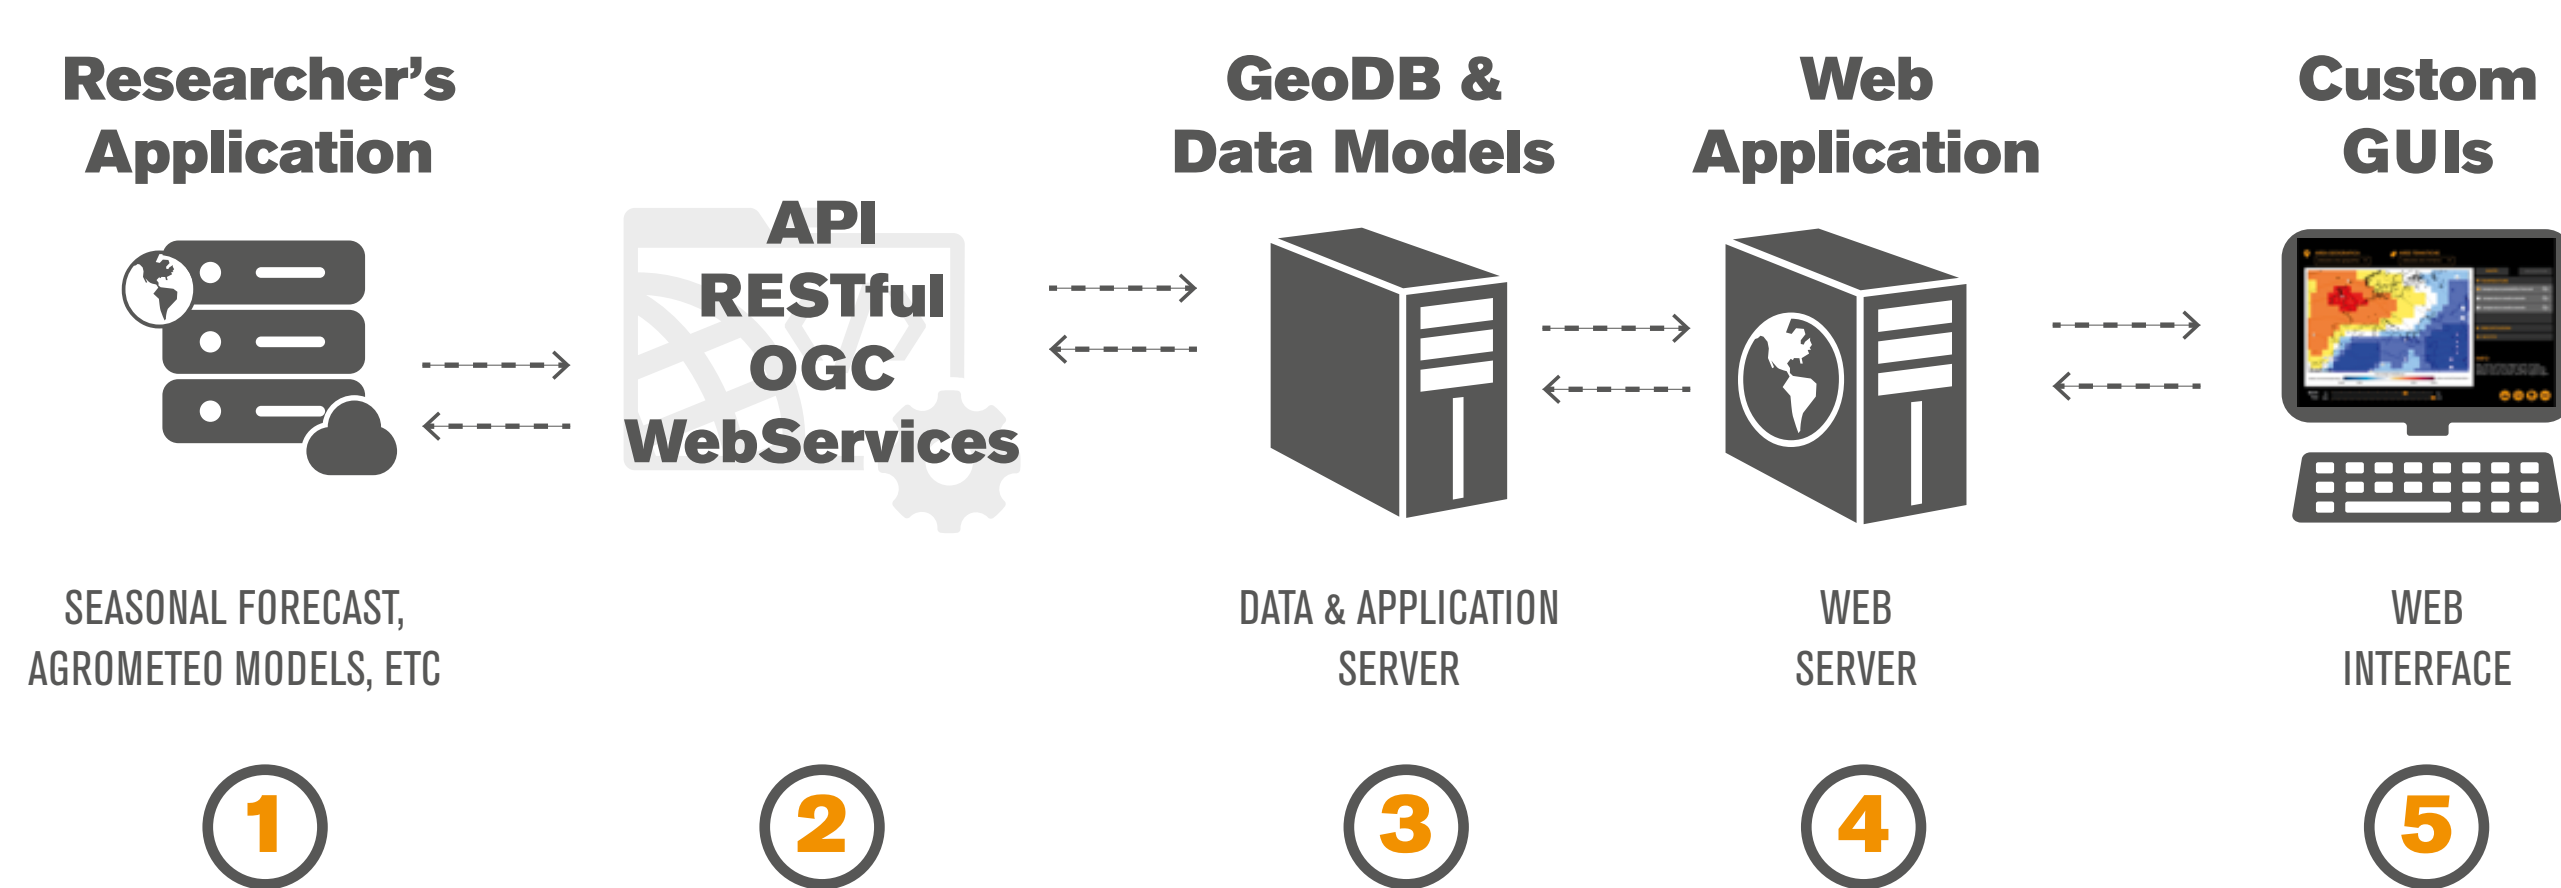 Researcher's
Application
API
RESTful
OGC
WebServices
GeoDB &
Data Models
Web
Application
Custom
GUIs
SEASONAL FORECAST,
AGROMETEO MODELS, ETC
DATA & APPLICATION
SERVER
WEB
SERVER
WEB
INTERFACE
1
2
3
4
5